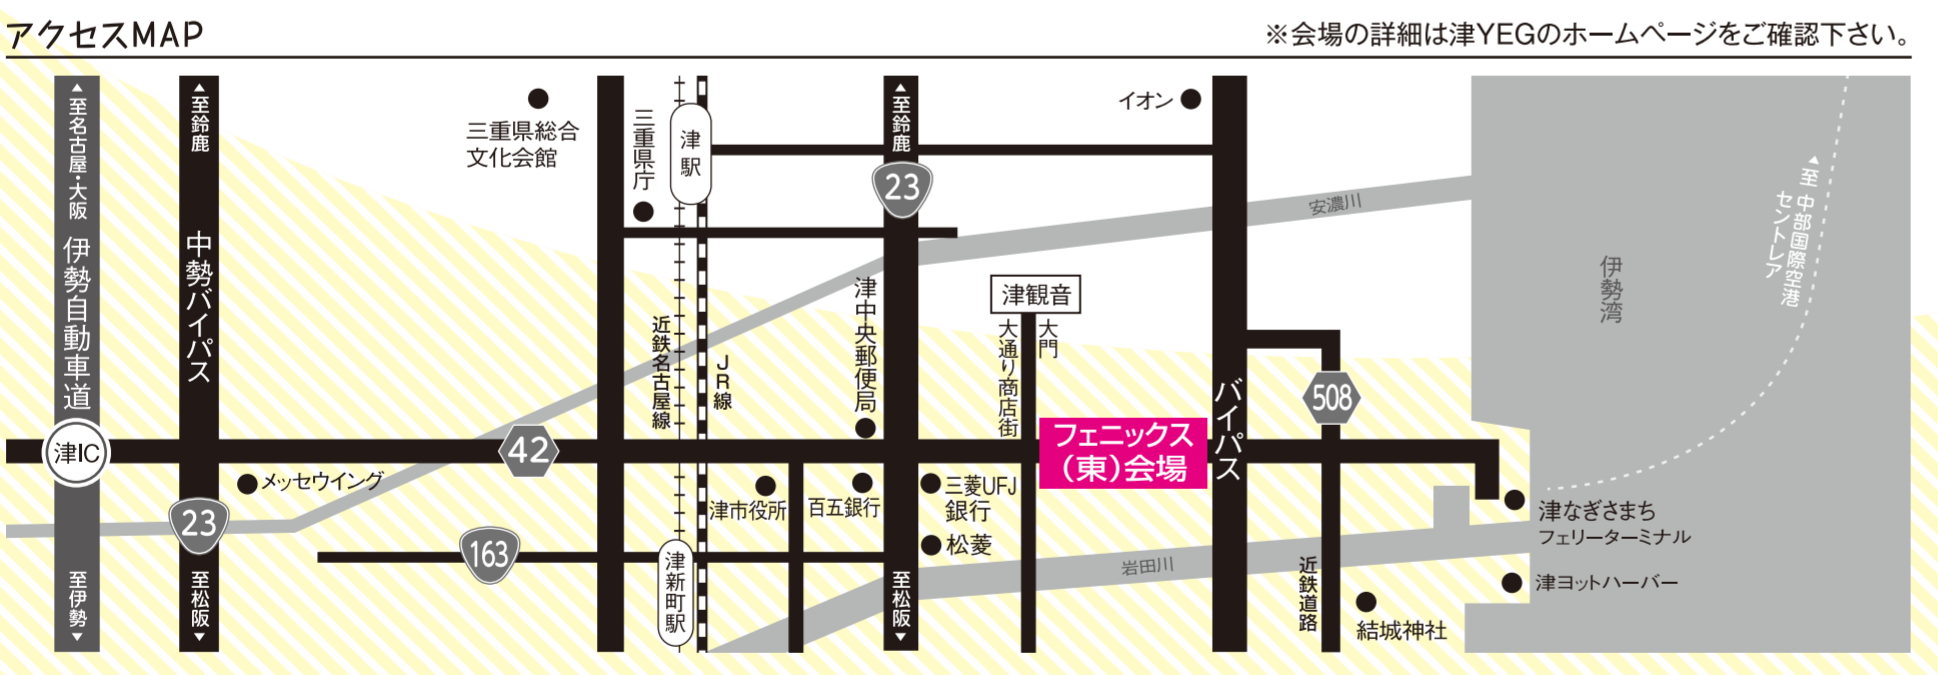 アクセスMAP
※会場の詳細は津YEGのホームページをご確認下さい。
▲至名古屋・大阪
伊勢自動車道
津IC
至伊勢▼
▲至鈴鹿
中勢バイパス
23
至松阪▼
メッセウイング
三重県総合
文化会館
42
163
三重県庁
津駅
近鉄名古屋線
JR線
津新町駅
津市役所
▲至鈴鹿
23
津中央郵便局
百五銀行
三菱UFJ
銀行
松菱
至松阪▼
津観音
大門
大通り商店街
フェニックス
(東)会場
イオン
バイパス
安濃川
岩田川
508
近鉄道路
結城神社
伊勢湾
▲至 中部国際空港
セントレア
津なぎさまち
フェリーターミナル
津ヨットハーバー